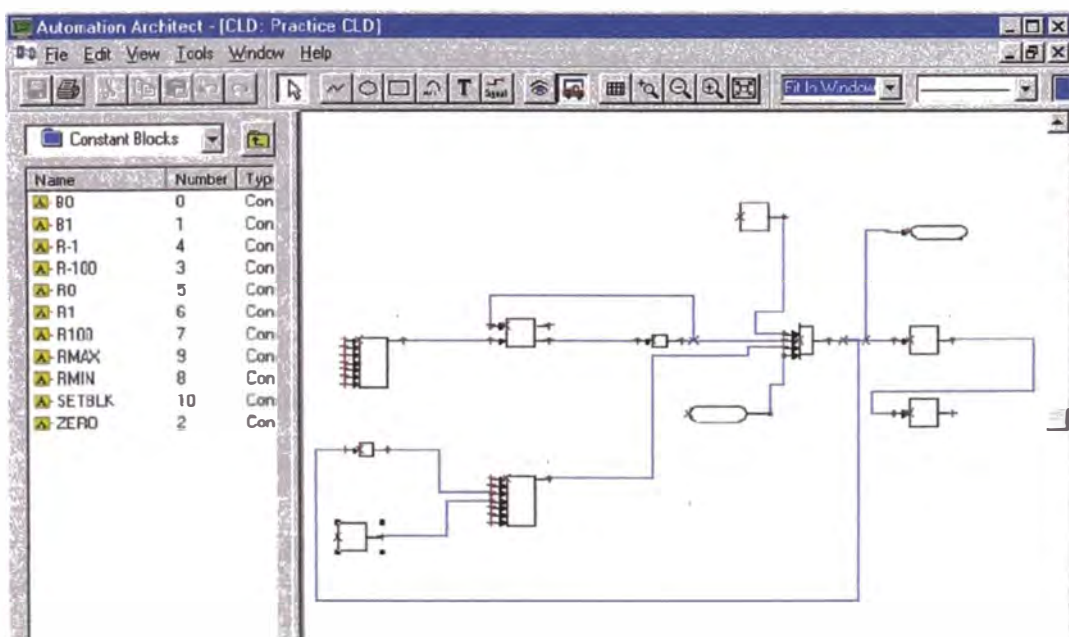 Automation Architect - [CLD: Practice CLD]
File Edit View Tools Window Help
T Signal Fit In Window
Constant Blocks
Name Number Typ
B0 0 Con
B1 1 Con
R-1 4 Con
R-100 3 Con
R0 5 Con
R1 6 Con
R100 7 Con
RMAX 9 Con
RMIN 8 Con
SETBLK 10 Con
ZERO 2 Con